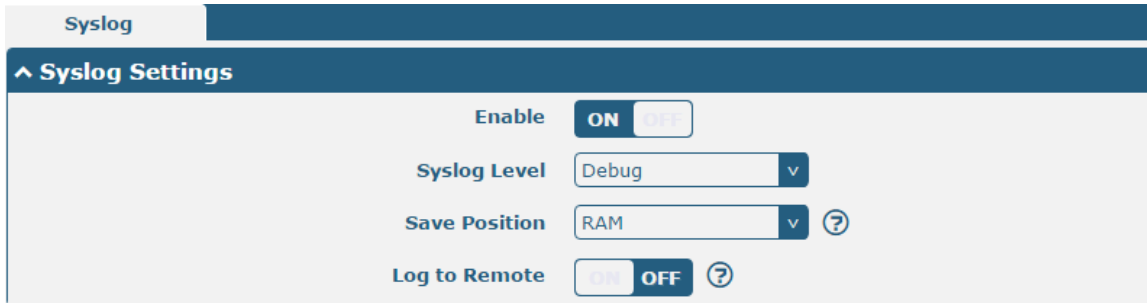 Syslog
^ Syslog Settings
Enable ON OFF
Syslog Level Debug v
Save Position RAM v ?
Log to Remote ON OFF ?